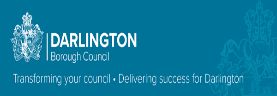 DARLINGTON
Borough Council
Transforming your council • Delivering success for Darlington